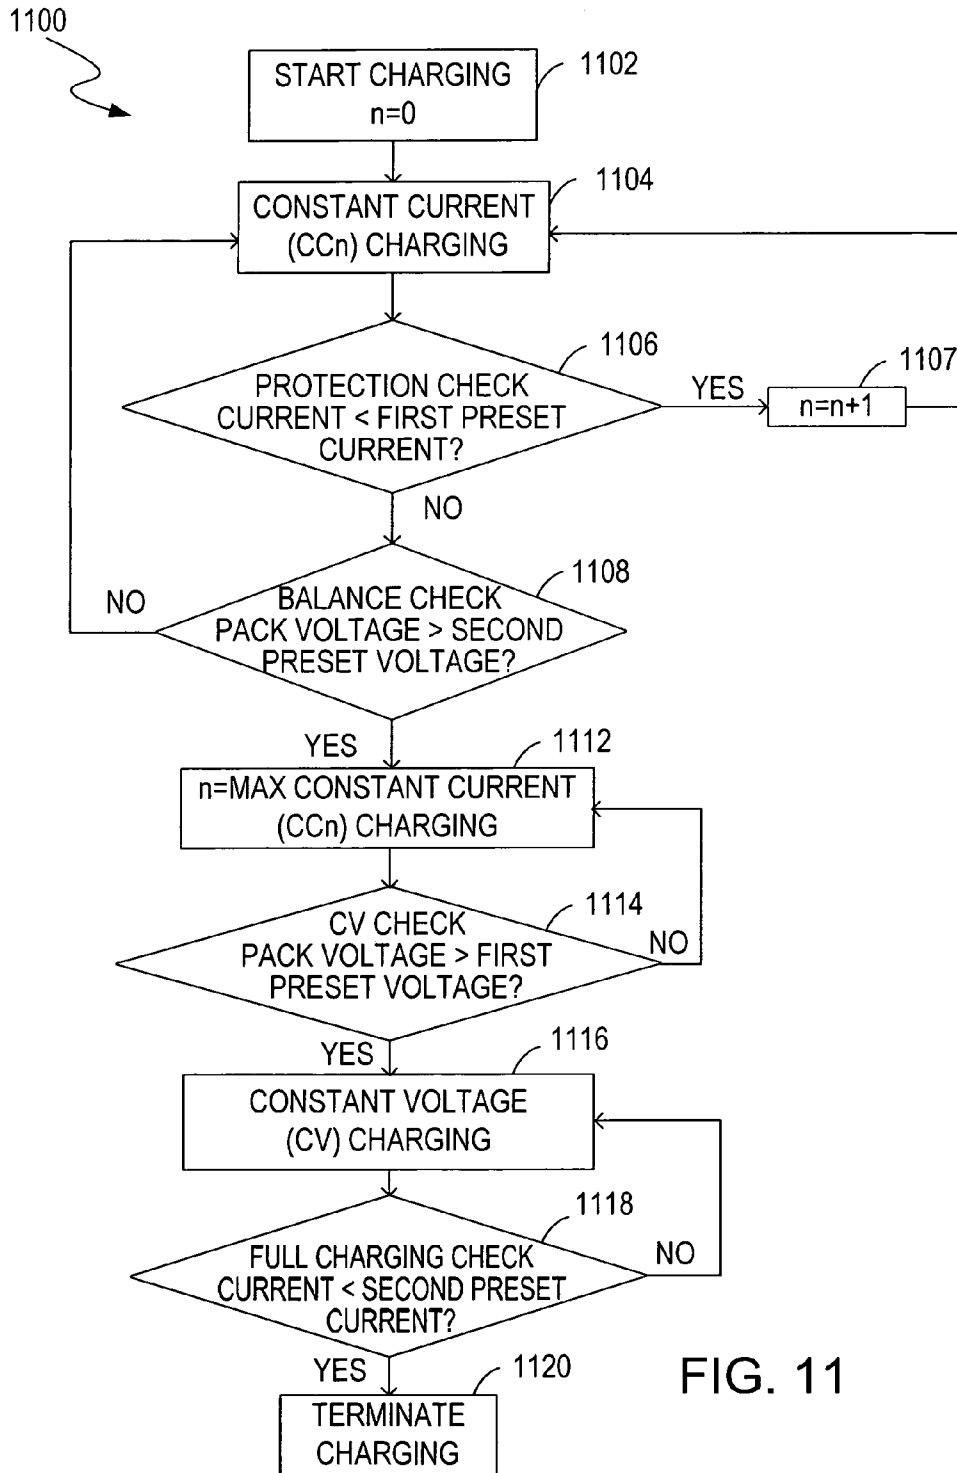 1100
START CHARGING
n=0
1102
CONSTANT CURRENT
(CCn) CHARGING
1104
PROTECTION CHECK
CURRENT < FIRST PRESET
CURRENT?
1106
YES
n=n+1
1107
NO
BALANCE CHECK
PACK VOLTAGE > SECOND
PRESET VOLTAGE?
1108
NO
YES
n=MAX CONSTANT CURRENT
(CCn) CHARGING
1112
CV CHECK
PACK VOLTAGE > FIRST
PRESET VOLTAGE?
1114
NO
YES
CONSTANT VOLTAGE
(CV) CHARGING
1116
FULL CHARGING CHECK
CURRENT < SECOND PRESET
CURRENT?
1118
NO
YES
TERMINATE
CHARGING
1120
FIG. 11